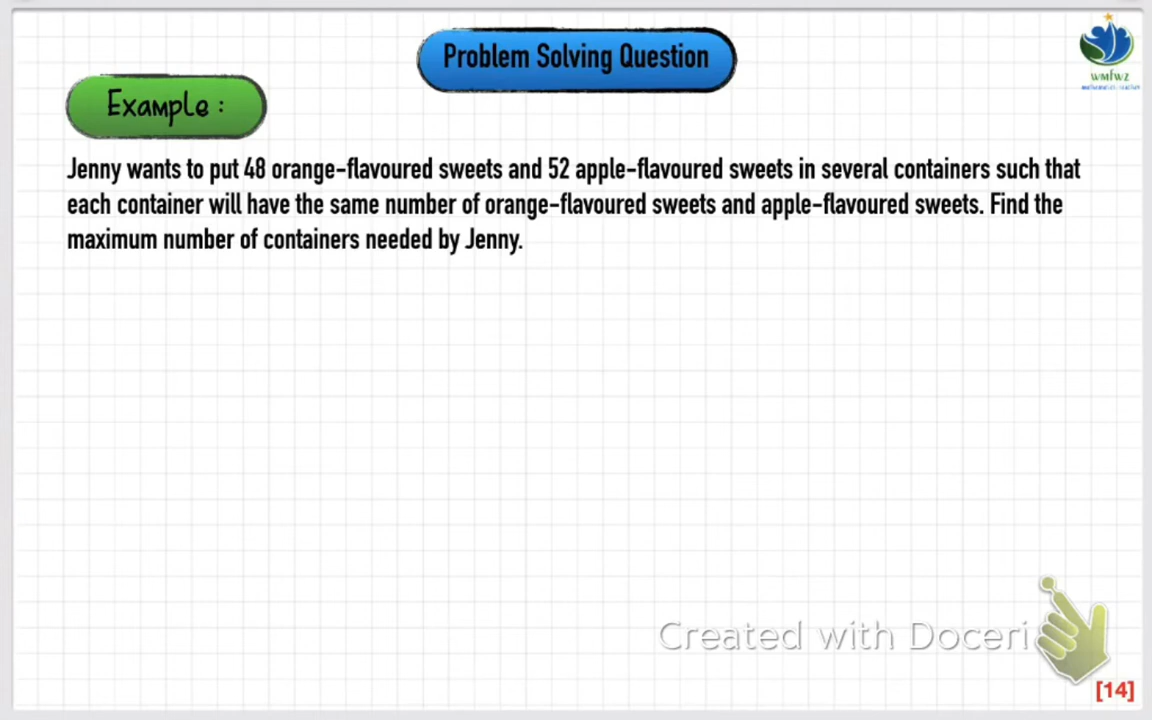 Problem Solving Question
Example :
Jenny wants to put 48 orange-flavoured sweets and 52 apple-flavoured sweets in several containers such that
each container will have the same number of orange-flavoured sweets and apple-flavoured sweets. Find the
maximum number of containers needed by Jenny.
wmfwz
Created with Doceri
[14]